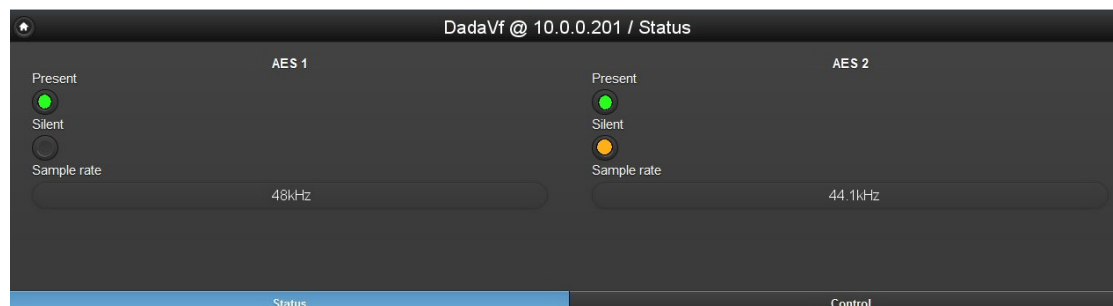 DadaVf @ 10.0.0.201 / Status
AES 1
Present
Silent
Sample rate
48kHz
AES 2
Present
Silent
Sample rate
44.1kHz
Status
Control